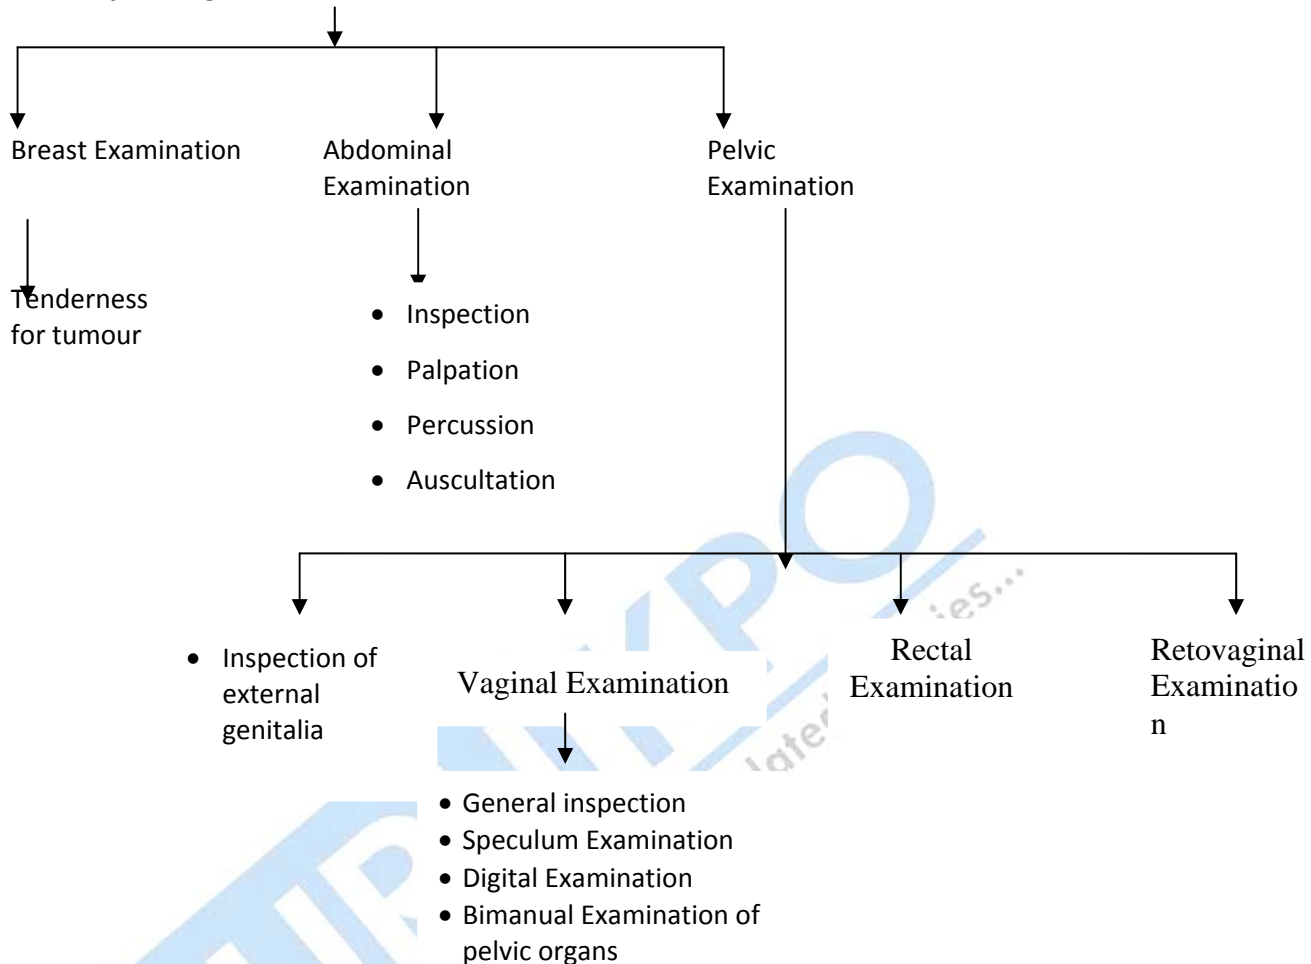 Breast Examination
Abdominal
Examination
Pelvic
Examination
Tenderness
for tumour
• Inspection
• Palpation
• Percussion
• Auscultation
• Inspection of
external
genitalia
Vaginal Examination
Rectal
Examination
Retovaginal
Examinatio
n
• General inspection
• Speculum Examination
• Digital Examination
• Bimanual Examination of
pelvic organs